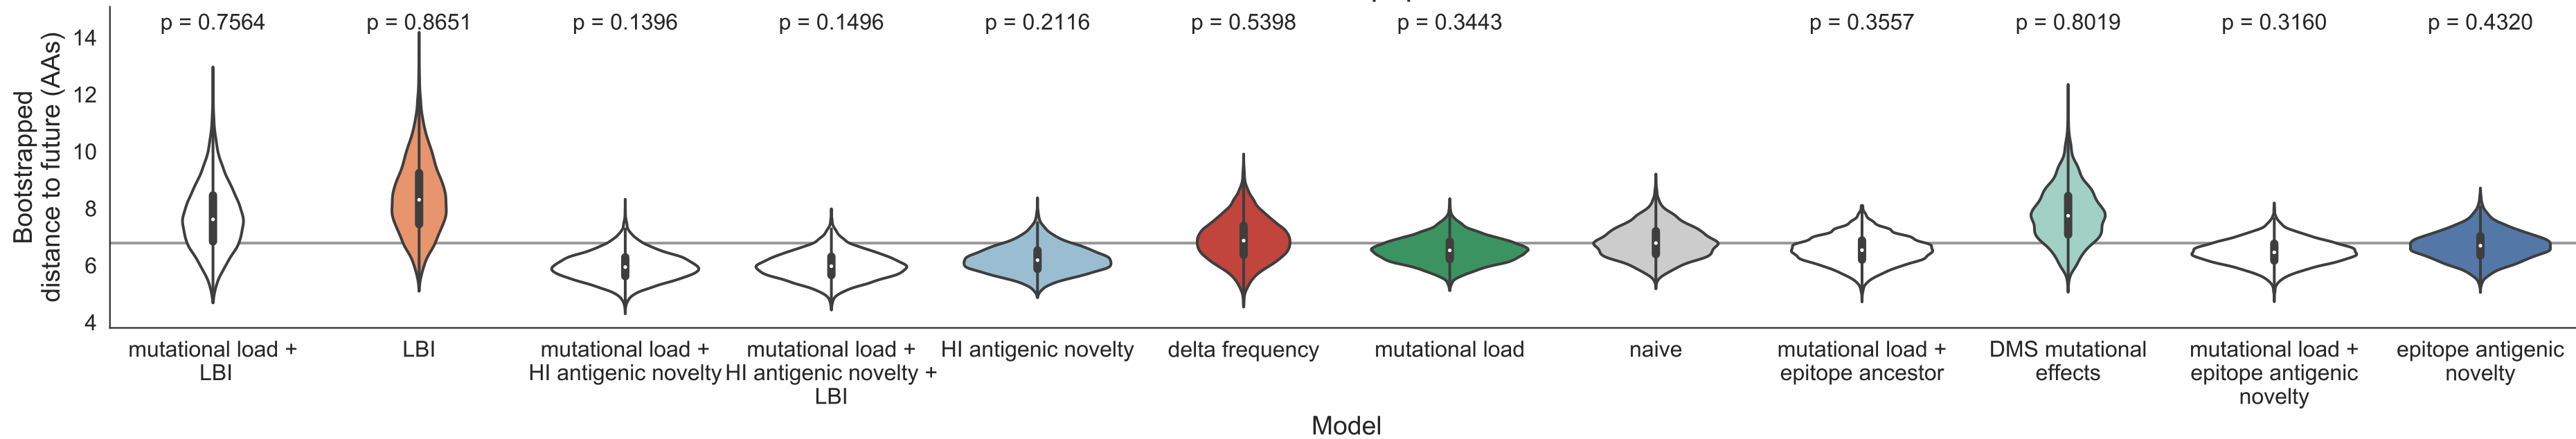 p = 0.7564 p = 0.8651 p = 0.1396 p = 0.1496 p = 0.2116 p = 0.5398 p = 0.3443 p = 0.3557 p = 0.8019 p = 0.3160 p = 0.4320
Bootstrapped
distance to future (AAs)
14
12
10
8
6
4
mutational load +
LBI
LBI
mutational load +
HI antigenic novelty
mutational load +
HI antigenic novelty +
LBI
HI antigenic novelty
delta frequency
mutational load
naive
mutational load +
epitope ancestor
DMS mutational
effects
mutational load +
epitope antigenic
novelty
epitope antigenic
novelty
Model